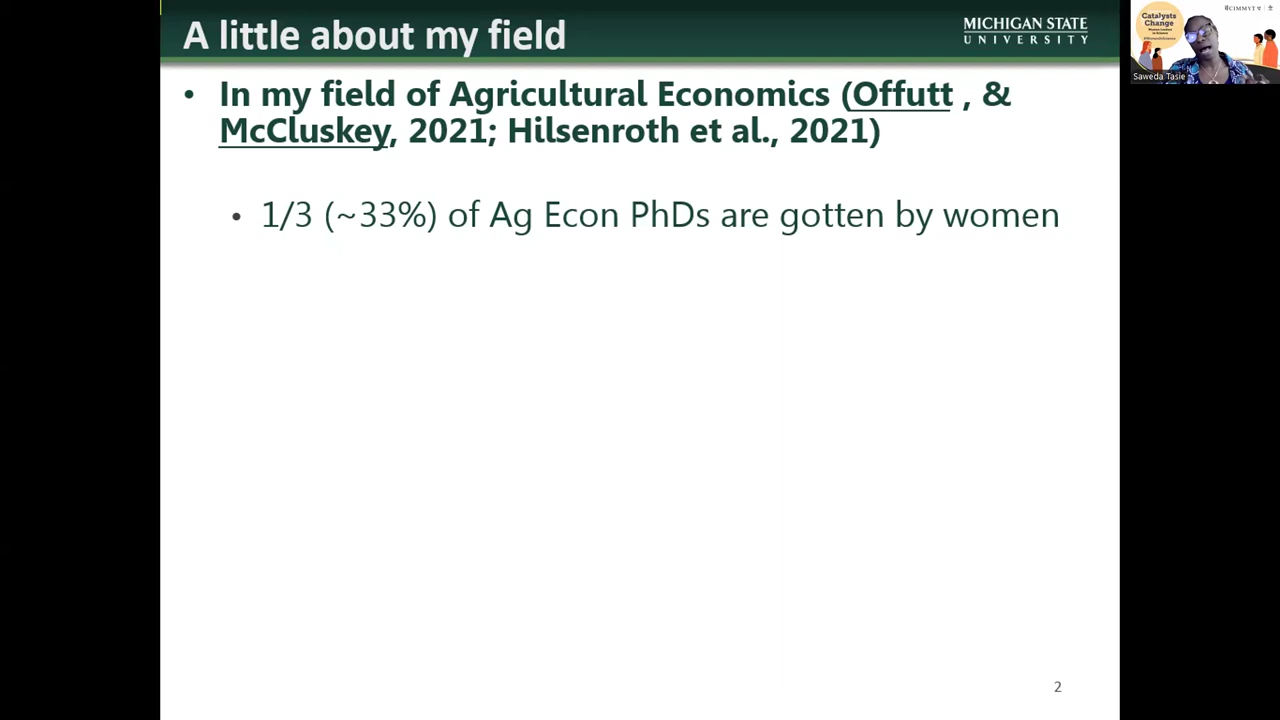 A little about my field
MICHIGAN STATE
UNIVERSITY
• In my field of Agricultural Economics (Offutt , &
McCluskey, 2021; Hilsenroth et al., 2021)
• 1/3 (~33%) of Ag Econ PhDs are gotten by women
2
Catalysts
Change
CIMMYT
Saweda Tasie